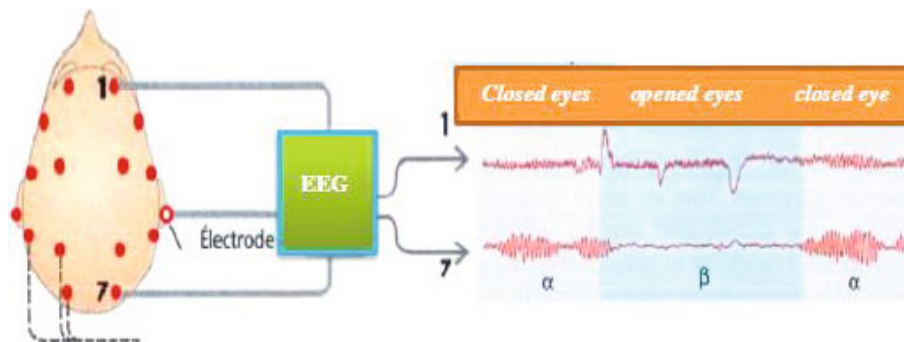 Closed eyes opened eyes closed eye
1
1
EEG
Électrode
7
7
α β α